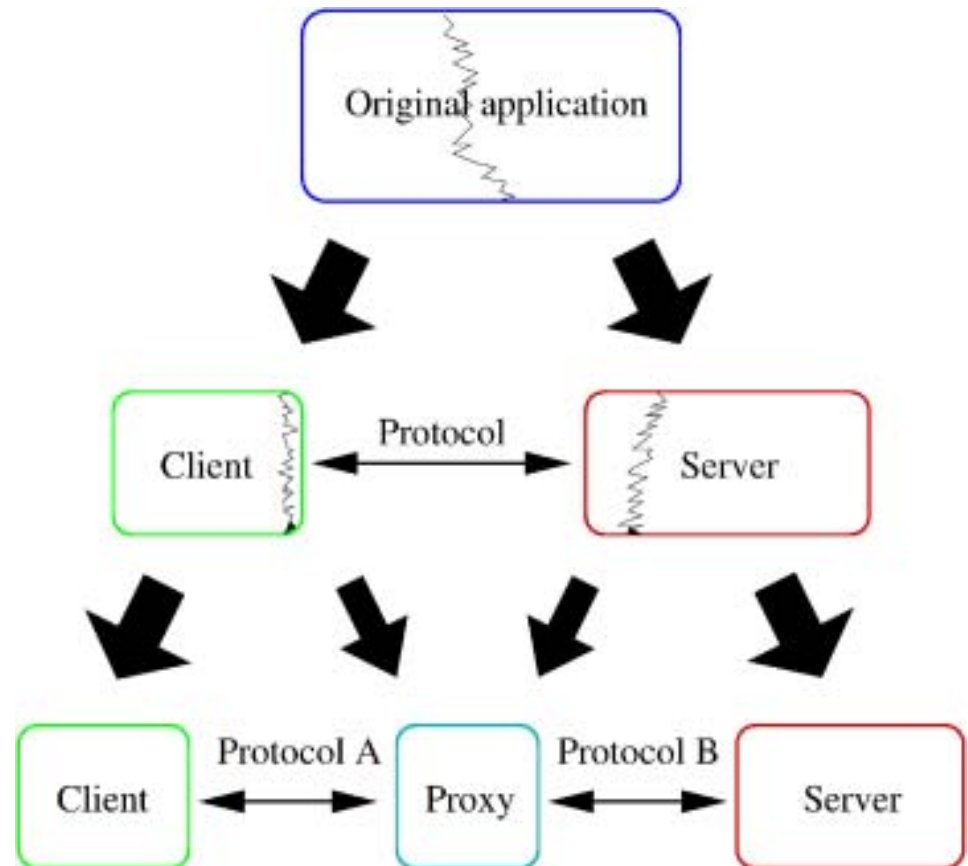 Original application
Client
Protocol
Server
Client
Protocol A
Proxy
Protocol B
Server